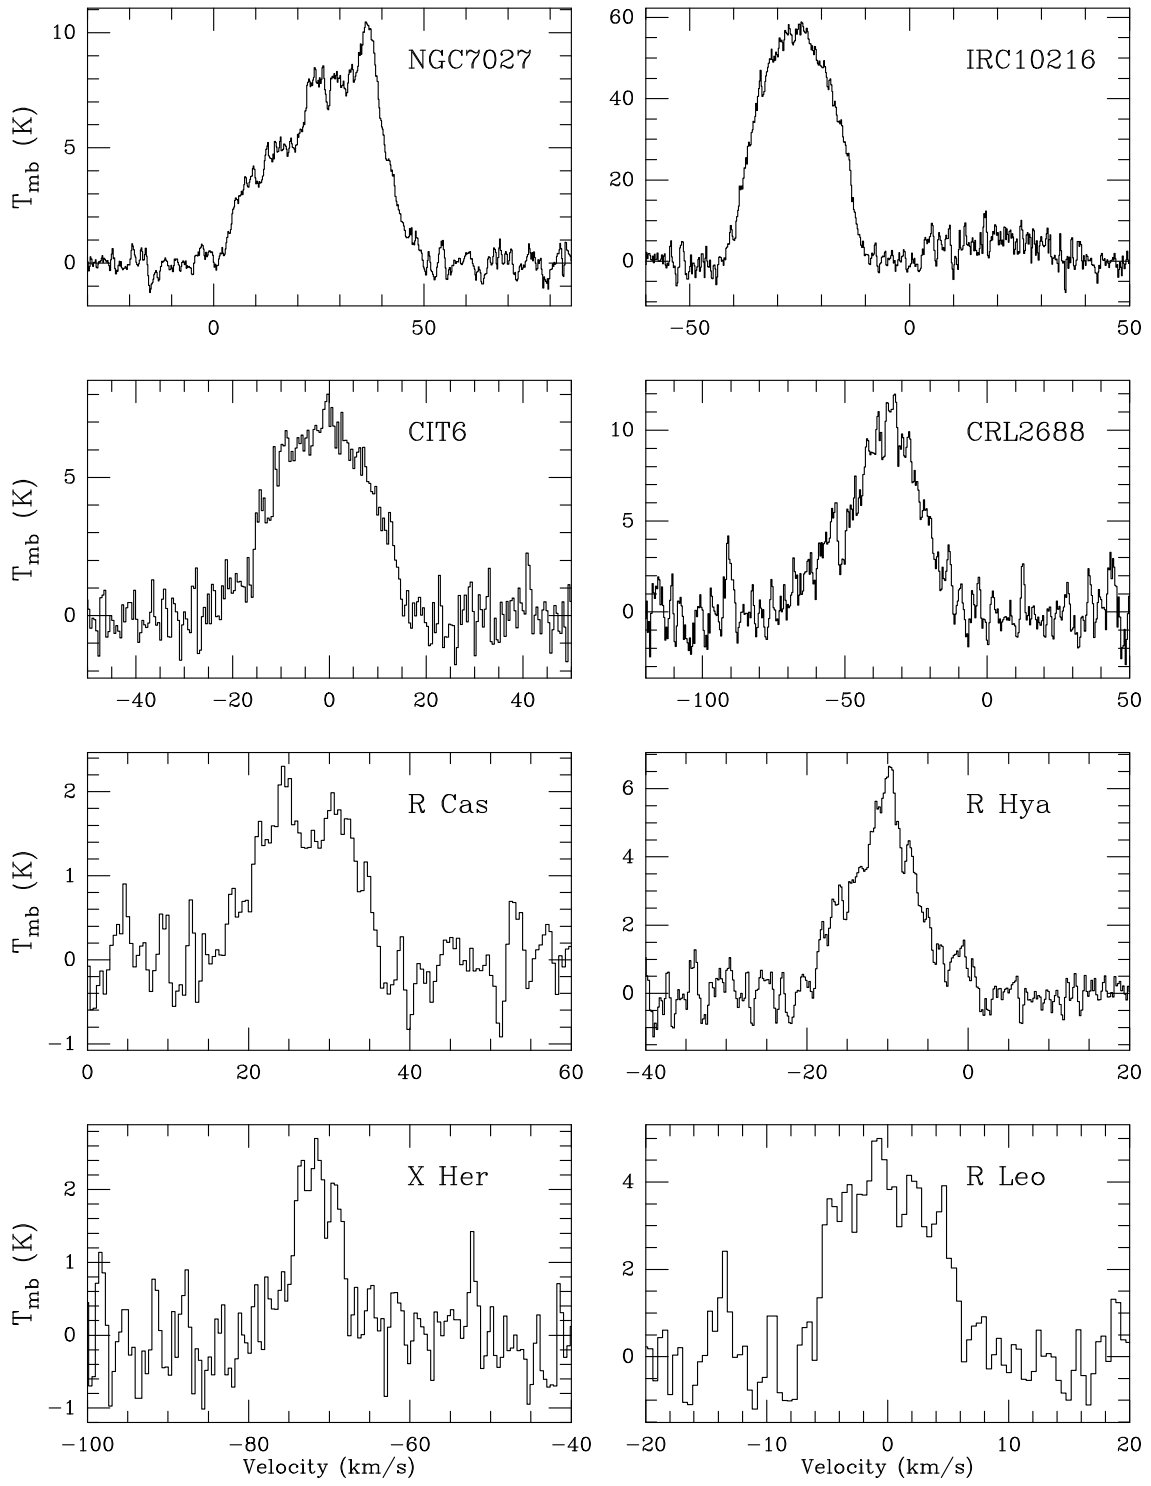 NGC7027
T_mb (K)
10
5
0
0 50
IRC10216
60
40
20
0
−50 0 50
CIT6
T_mb (K)
5
0
−40 −20 0 20 40
CRL2688
10
5
0
−100 −50 0 50
R Cas
T_mb (K)
2
1
0
−1
0 20 40 60
R Hya
6
4
2
0
−40 −20 0 20
X Her
T_mb (K)
2
1
0
−1
−100 −80 −60 −40
Velocity (km/s)
R Leo
4
2
0
−20 −10 0 10 20
Velocity (km/s)